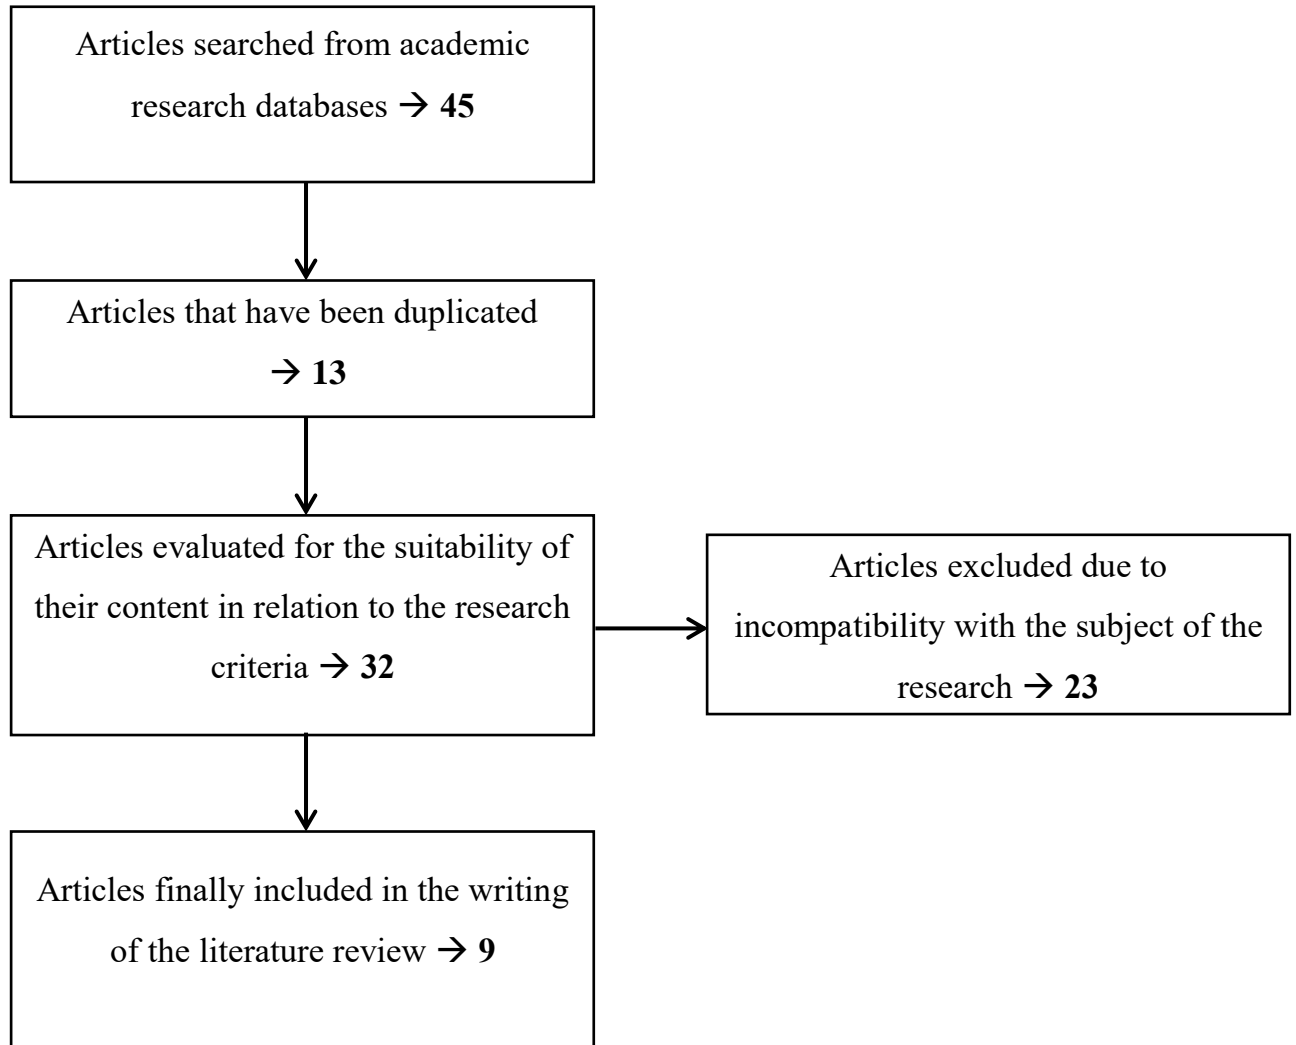 Articles searched from academic
research databases → 45
Articles that have been duplicated
→ 13
Articles evaluated for the suitability of
their content in relation to the research
criteria → 32
Articles excluded due to
incompatibility with the subject of the
research → 23
Articles finally included in the writing
of the literature review → 9